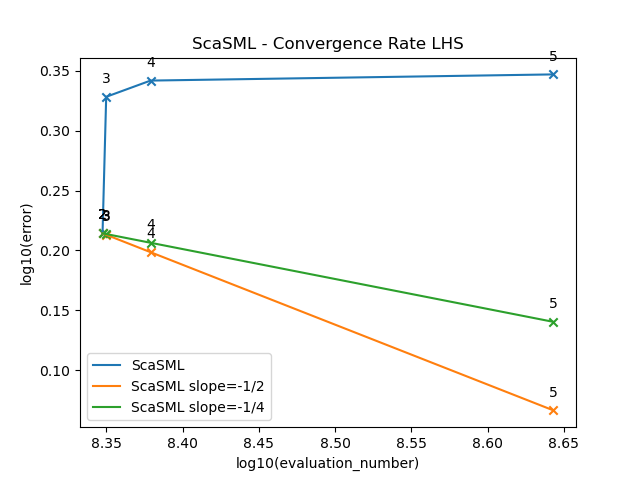 ScaSML - Convergence Rate LHS
log10(error)
0.35
0.30
0.25
0.20
0.15
0.10
3
4
5
2
3
4
4
5
5
ScaSML
ScaSML slope=-1/2
ScaSML slope=-1/4
8.35 8.40 8.45 8.50 8.55 8.60 8.65
log10(evaluation_number)